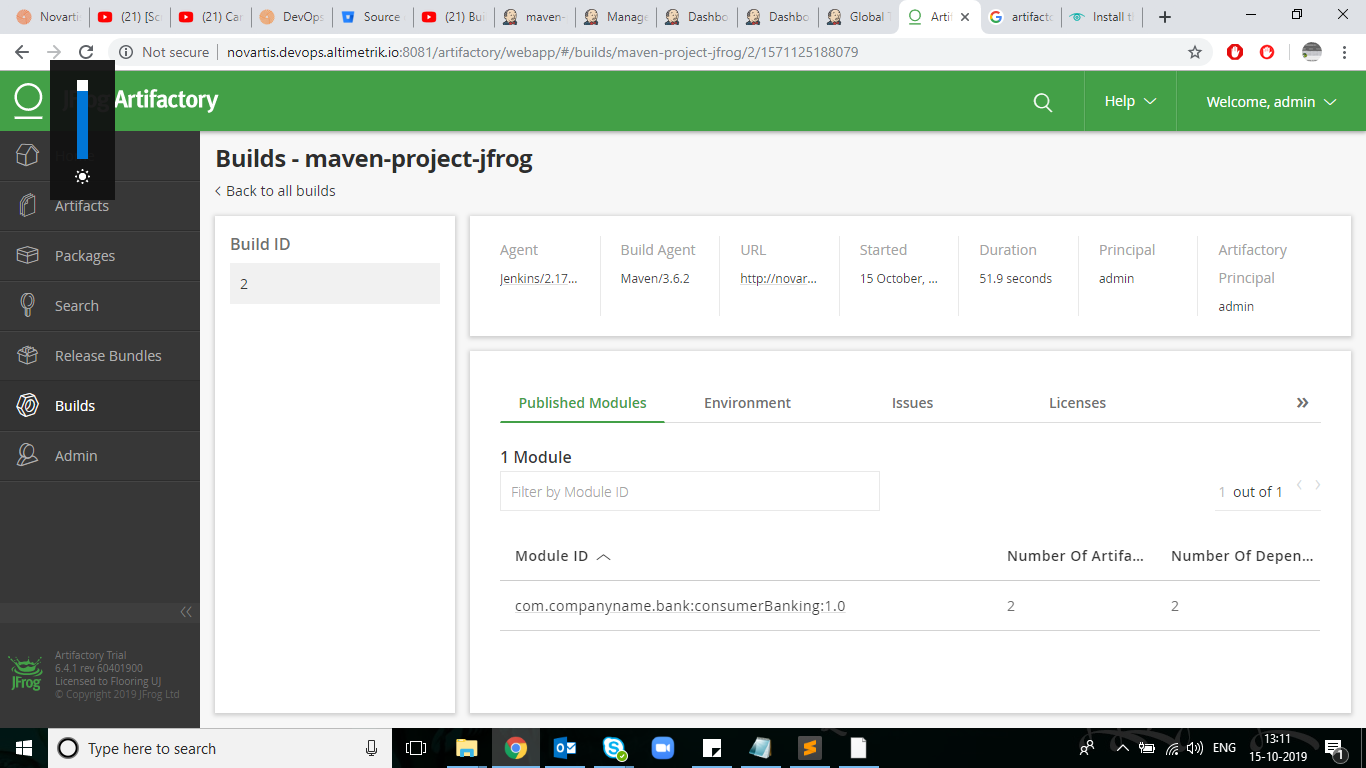 Novartis
(21) [Sc
(21) Car
DevOps
Source
(21) Bui
maven-
Manage
Dashbo
Dashbo
Global T
Artif
artifacto
Install t
Not secure
novartis.devops.altimetrik.io:8081/artifactory/webapp/#/builds/maven-project-jfrog/2/1571125188079
JFrog Artifactory
Help
Welcome, admin
Artifacts
Packages
Search
Release Bundles
Builds
Admin
Artifactory Trial
6.4.1 rev 60401900
Licensed to Flooring UJ
© Copyright 2019 JFrog Ltd
JFrog
Builds - maven-project-jfrog
< Back to all builds
Build ID
2
Agent
Jenkins/2.17...
Build Agent
Maven/3.6.2
URL
http://novar...
Started
15 October, ...
Duration
51.9 seconds
Principal
admin
Artifactory
Principal
admin
Published Modules
Environment
Issues
Licenses
»
1 Module
Filter by Module ID
1 out of 1
Module ID
Number Of Artifa...
Number Of Depen...
com.companyname.bank:consumerBanking:1.0
2
2
Type here to search
ENG
13:11
15-10-2019
1